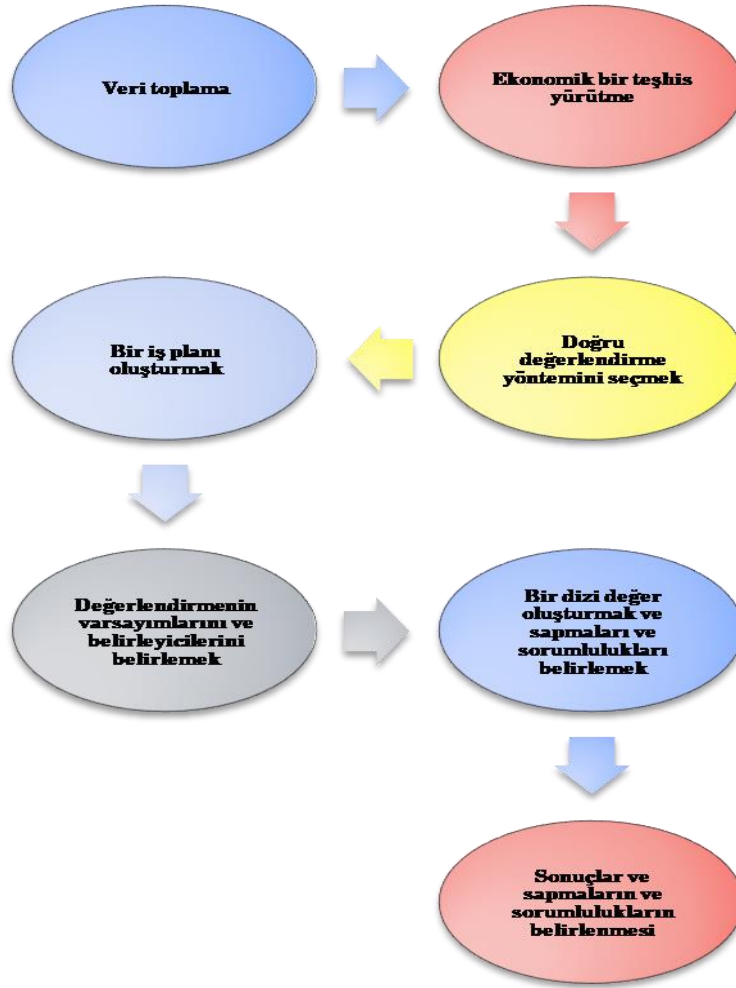 Veri toplama
Ekonomik bir teşhis
yürütme
Doğru
değerlendirme
yöntemini seçmek
Bir iş planı
oluşturmak
Değerlendirmenin
varsayımlarını ve
belirleyicilerini
belirlemek
Bir dizi değer
oluşturmak ve
sapmaları ve
sorumlulukları
belirlemek
Sonuçlar ve
sapmaların ve
sorumlulukların
belirlenmesi